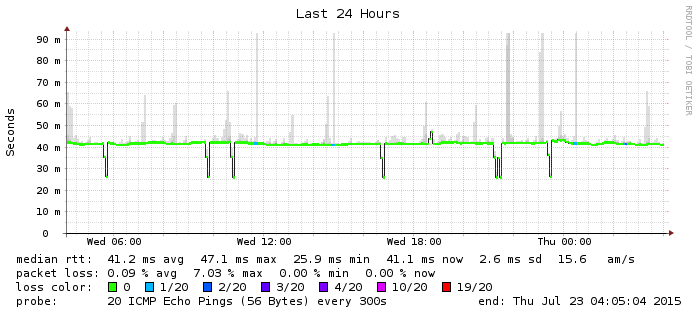 Last 24 Hours
RRDTOOL / TOBI OETIKER
Seconds
90 m
80 m
70 m
60 m
50 m
40 m
30 m
20 m
10 m
0
Wed 06:00 Wed 12:00 Wed 18:00 Thu 00:00
median rtt: 41.2 ms avg 47.1 ms max 25.9 ms min 41.1 ms now 2.6 ms sd 15.6 am/s
packet loss: 0.09 % avg 7.03 % max 0.00 % min 0.00 % now
loss color: 0 1/20 2/20 3/20 4/20 10/20 19/20
probe: 20 ICMP Echo Pings (56 Bytes) every 300s end: Thu Jul 23 04:05:04 2015